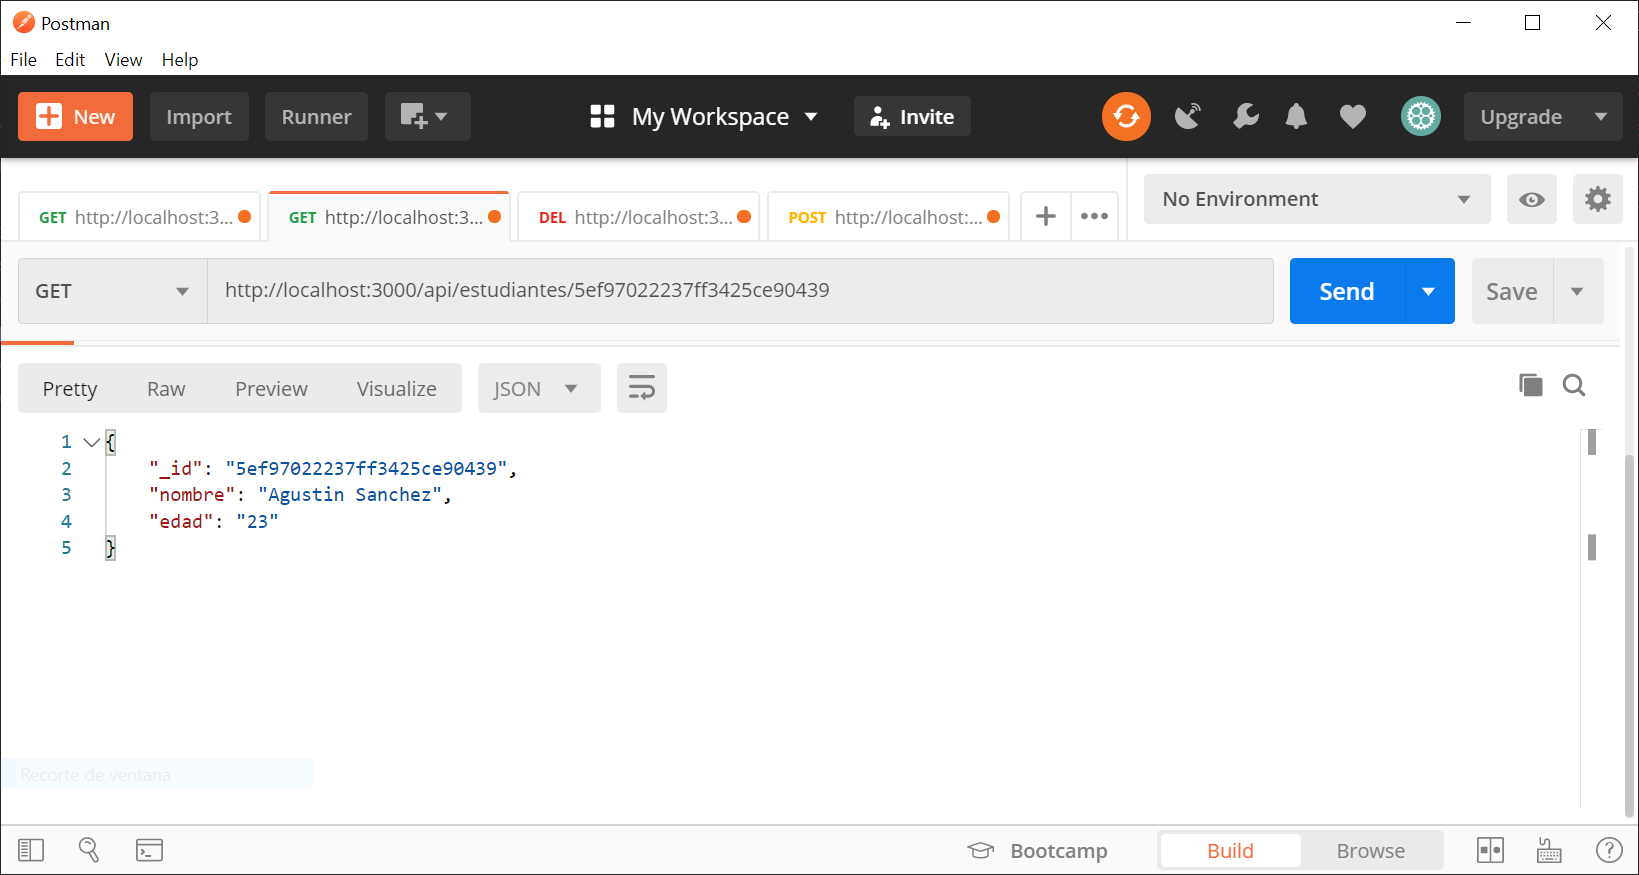 Postman
File Edit View Help
New Import Runner My Workspace Invite Upgrade
GET http://localhost:3... GET http://localhost:3... DEL http://localhost:3... POST http://localhost:... No Environment
GET http://localhost:3000/api/estudiantes/5ef97022237ff3425ce90439 Send Save
Pretty Raw Preview Visualize JSON
1 {
2 "_id": "5ef97022237ff3425ce90439",
3 "nombre": "Agustin Sanchez",
4 "edad": "23"
5 }
Recorte de ventana
Bootcamp Build Browse